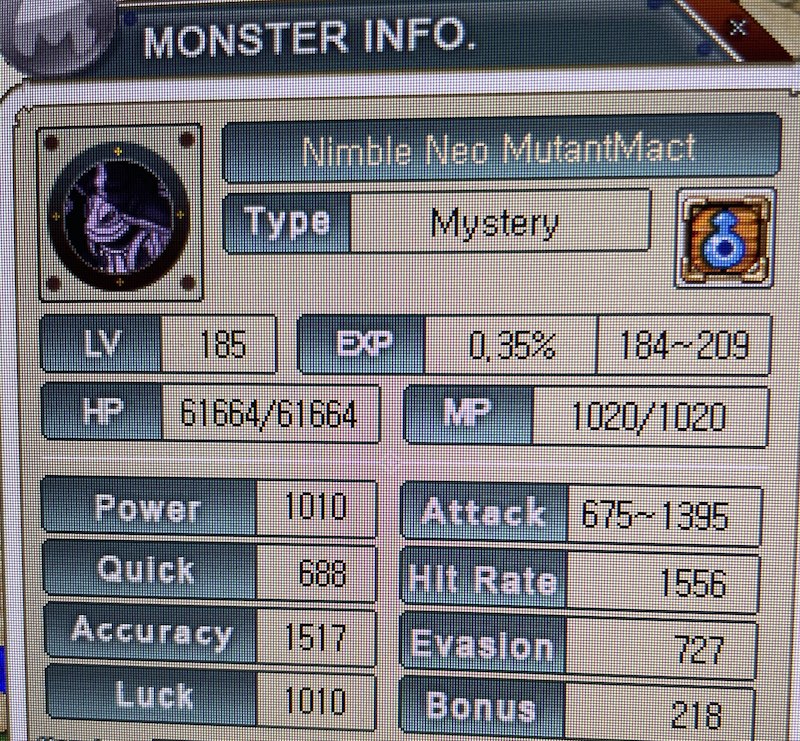 MONSTER INFO.
Nimble Neo MutantMact
Type Mystery
LV 185 EXP 0,35% 184~209
HP 61664/61664 MP 1020/1020
Power 1010 Attack 675~1395
Quick 688 Hit Rate 1556
Accuracy 1517 Evasion 727
Luck 1010 Bonus 218